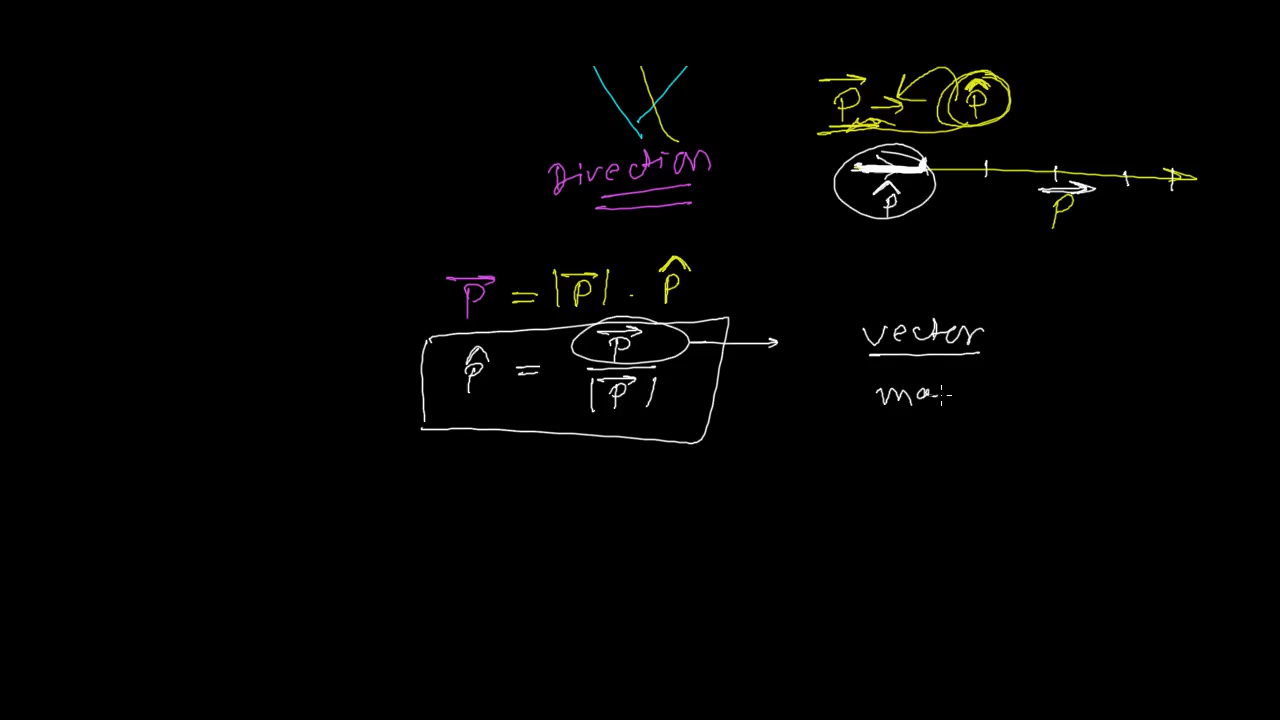 P⃗ → P̂
Direction
P̂
P⃗
P⃗ = |P⃗| . P̂
P̂ = P⃗ / |P⃗|
vector
ma